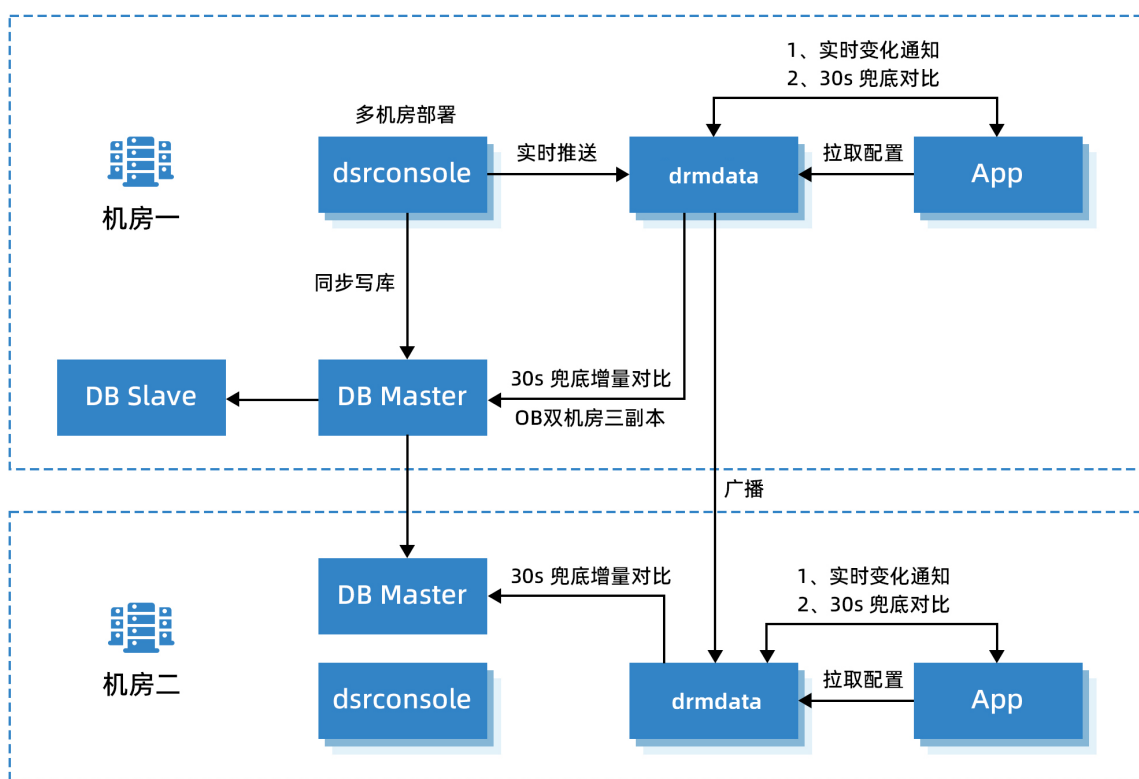 1、实时变化通知
2、30s 兜底对比
多机房部署
dsrconsole
实时推送
drmdata
拉取配置
App
机房一
同步写库
DB Slave
DB Master
30s 兜底增量对比
OB双机房三副本
广播
DB Master
30s 兜底增量对比
1、实时变化通知
2、30s 兜底对比
机房二
dsrconsole
drmdata
拉取配置
App